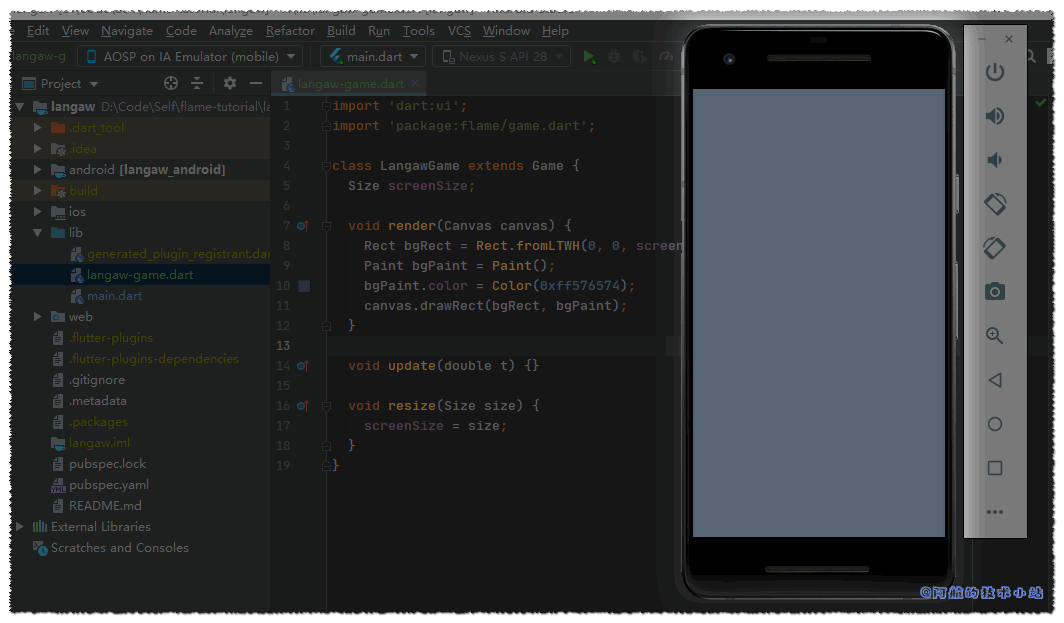 Edit View Navigate Code Analyze Refactor Build Run Tools VCS Window Help
langaw-g AOSP on IA Emulator (mobile) main.dart Nexus S API 28
Project langaw-game.dart
langaw D:\Code\Self\flame-tutorial\la
.dart_tool
.idea
android [langaw_android]
build
ios
lib
generated_plugin_registrant.dar
langaw-game.dart
main.dart
web
.flutter-plugins
.flutter-plugins-dependencies
.gitignore
.metadata
.packages
langaw.iml
pubspec.lock
pubspec.yaml
README.md
External Libraries
Scratches and Consoles
1 import 'dart:ui';
2 import 'package:flame/game.dart';
3
4 class LangawGame extends Game {
5 Size screenSize;
6
7 void render(Canvas canvas) {
8 Rect bgRect = Rect.fromLTWH(0, 0, screen
9 Paint bgPaint = Paint();
10 bgPaint.color = Color(0xff576574);
11 canvas.drawRect(bgRect, bgPaint);
12 }
13
14 void update(double t) {}
15
16 void resize(Size size) {
17 screenSize = size;
18 }
19 }
@阿航的技术小站